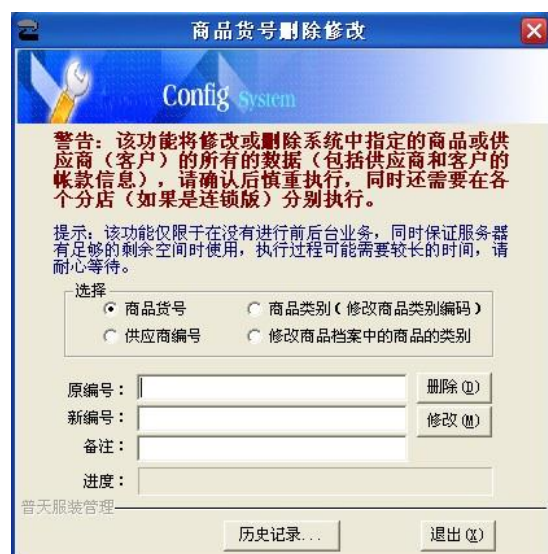 商品货号删除修改
Config System
警告：该功能将修改或删除系统中指定的商品或供
应商（客户）的所有的数据（包括供应商和客户的
帐款信息），请确认后慎重执行，同时还需要在各
个分店（如果是连锁版）分别执行。
提示：该功能仅限于在没有进行前后台业务，同时保证服务器
有足够的剩余空间时使用，执行过程可能需要较长的时间，请
耐心等待。
选择
商品货号 商品类别(修改商品类别编码)
供应商编号 修改商品档案中的商品的类别
原编号： 删除(D)
新编号： 修改(M)
备注：
进度：
普天服装管理
历史记录... 退出(X)